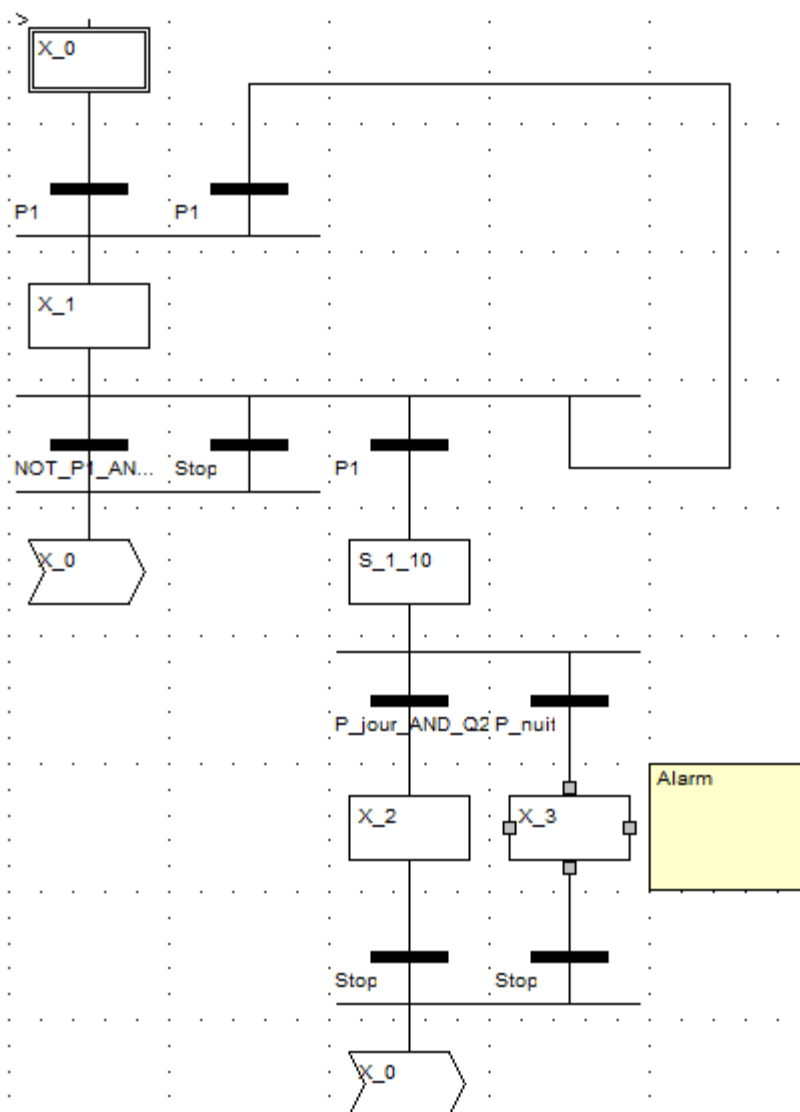 >
X_0
P1
P1
X_1
NOT_P1_AN...
Stop
P1
X_0
S_1_10
P_jour_AND_Q2
P_nuit
X_2
X_3
Alarm
Stop
Stop
X_0